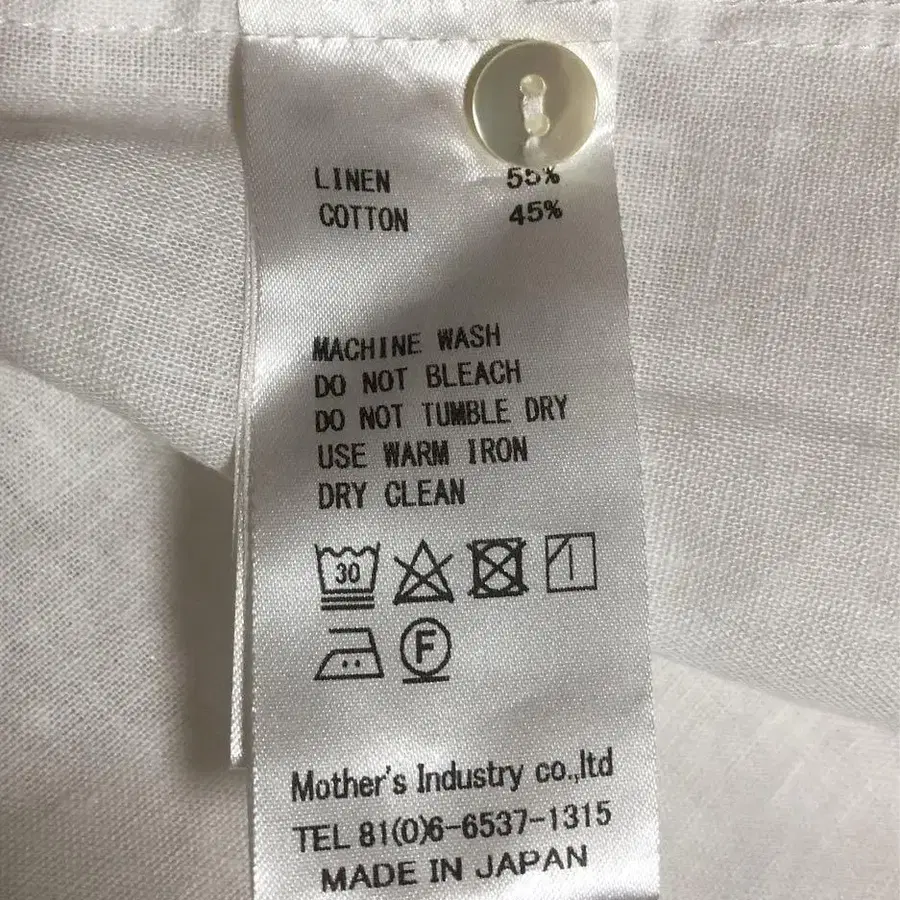 LINEN 55%
COTTON 45%
MACHINE WASH
DO NOT BLEACH
DO NOT TUMBLE DRY
USE WARM IRON
DRY CLEAN
30
F
Mother's Industry co.,ltd
TEL 81(0)6-6537-1315
MADE IN JAPAN